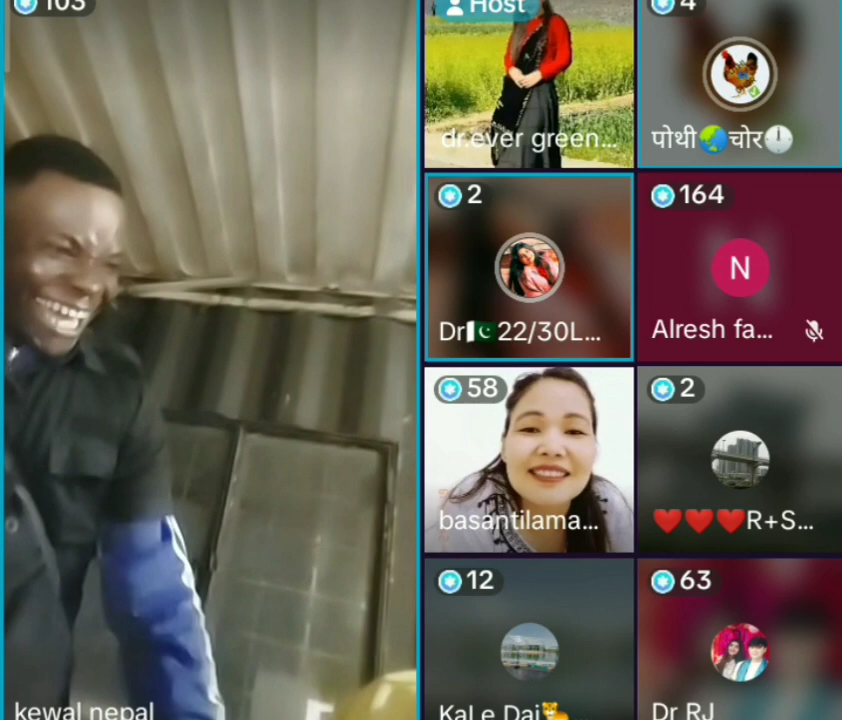 103
kewal nepal
Host
dr.ever green...
4
पोथी🌏चोर🕛
2
Dr🇵🇰22/30L...
164
N
Alresh fa...
58
basantilama...
2
❤️❤️❤️R+S...
12
KaLe Dai🐯...
63
Dr RJ